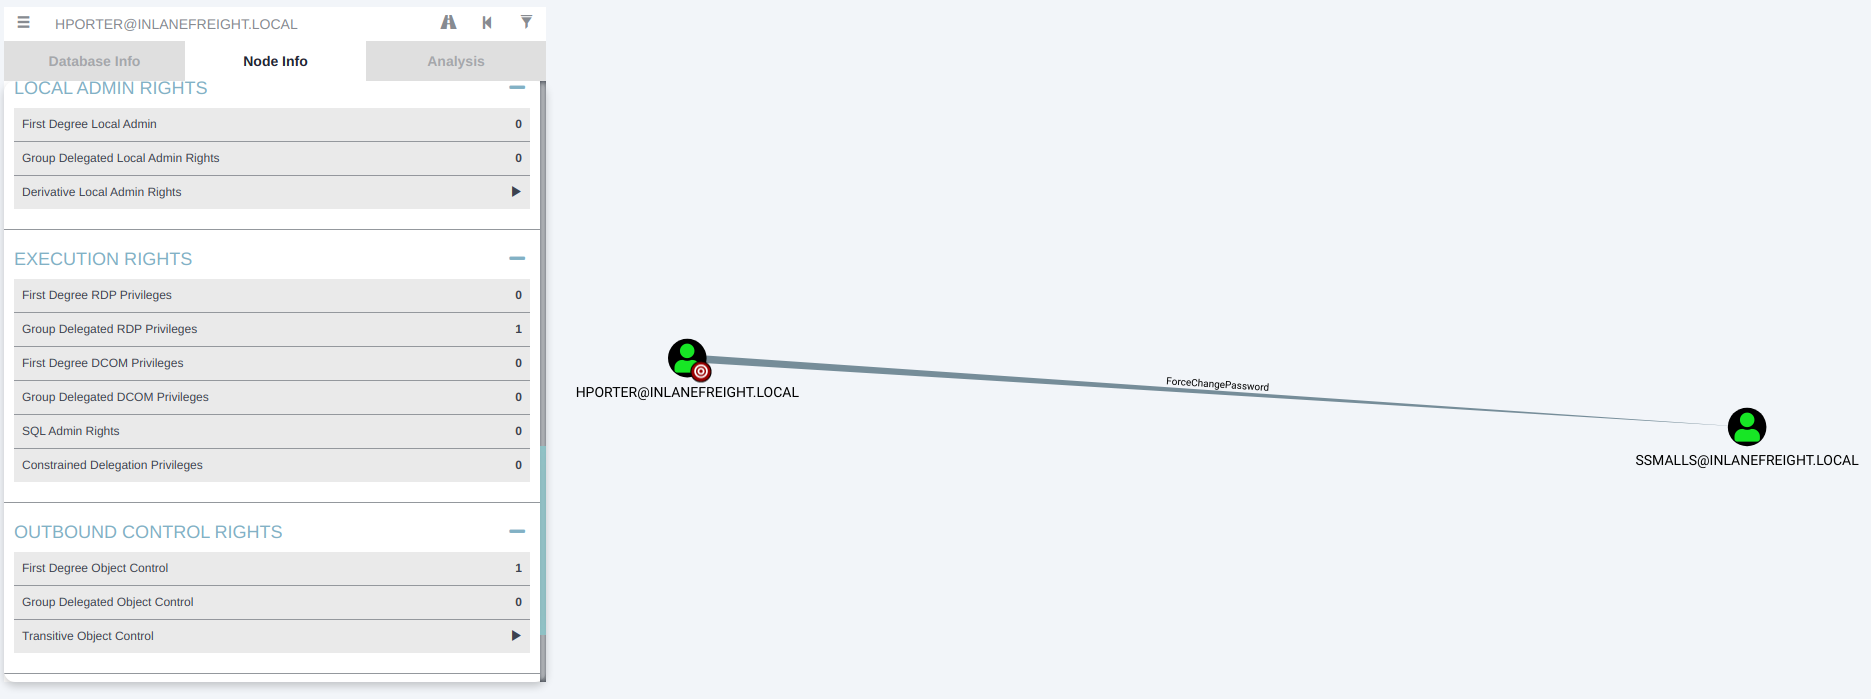 HPORTER@INLANEFREIGHT.LOCAL
Database Info
Node Info
Analysis
LOCAL ADMIN RIGHTS
First Degree Local Admin 0
Group Delegated Local Admin Rights 0
Derivative Local Admin Rights
EXECUTION RIGHTS
First Degree RDP Privileges 0
Group Delegated RDP Privileges 1
First Degree DCOM Privileges 0
Group Delegated DCOM Privileges 0
SQL Admin Rights 0
Constrained Delegation Privileges 0
OUTBOUND CONTROL RIGHTS
First Degree Object Control 1
Group Delegated Object Control 0
Transitive Object Control
HPORTER@INLANEFREIGHT.LOCAL
ForceChangePassword
SSMALLS@INLANEFREIGHT.LOCAL